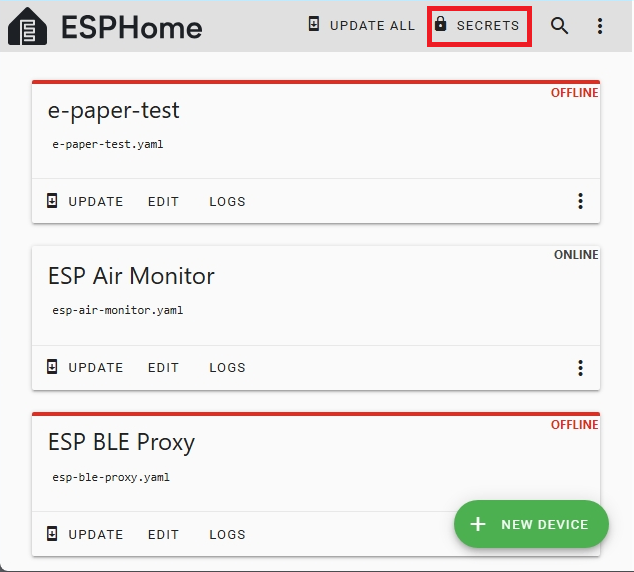 ESPHome UPDATE ALL SECRETS
OFFLINE
e-paper-test
e-paper-test.yaml
UPDATE EDIT LOGS
ONLINE
ESP Air Monitor
esp-air-monitor.yaml
UPDATE EDIT LOGS
OFFLINE
ESP BLE Proxy
esp-ble-proxy.yaml
UPDATE EDIT LOGS
+ NEW DEVICE